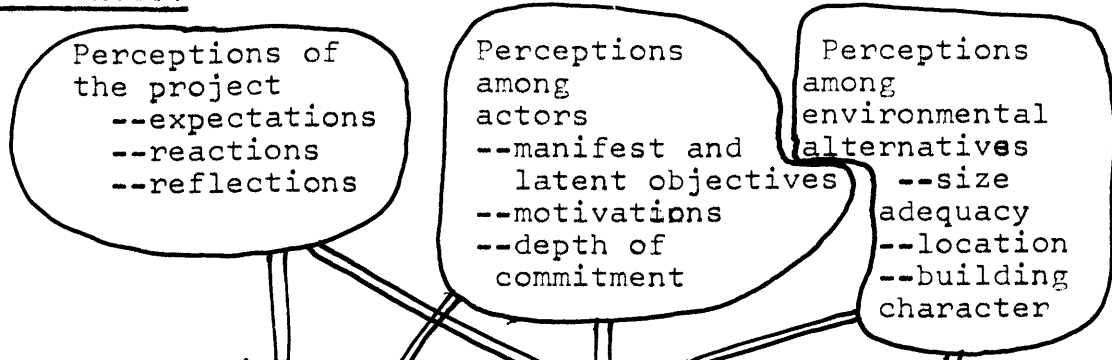 Perceptions of
the project
--expectations
--reactions
--reflections
Perceptions
among
actors
--manifest and
latent objectives
--motivations
--depth of
commitment
Perceptions
among
environmental
alternatives
--size
adequacy
--location
--building
character